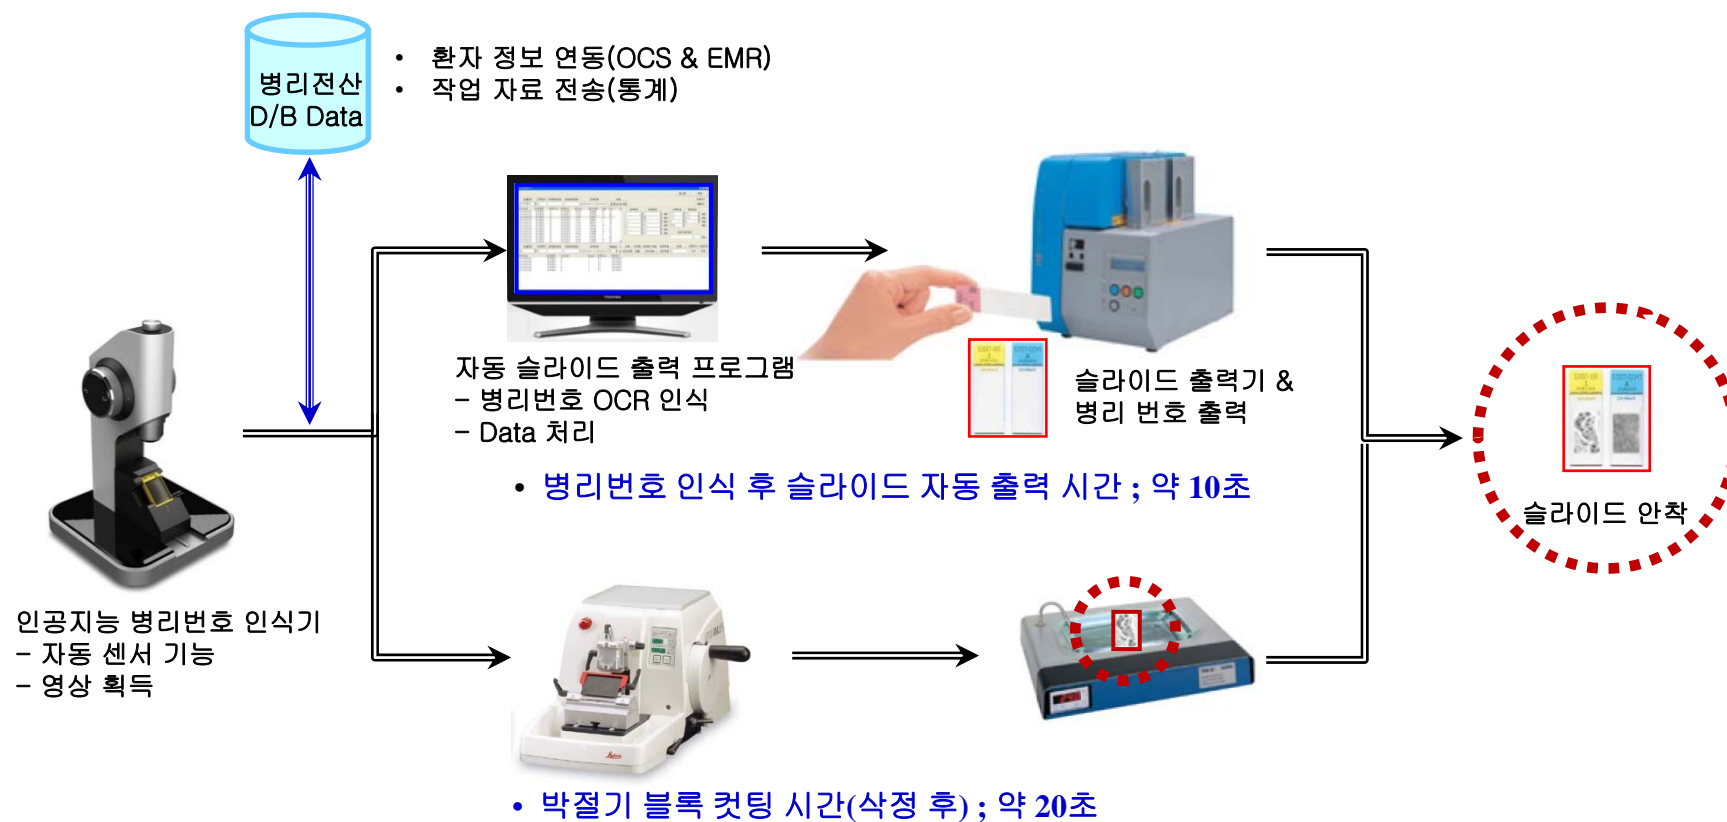 병리전산
D/B Data
• 환자 정보 연동(OCS & EMR)
• 작업 자료 전송(통계)
자동 슬라이드 출력 프로그램
- 병리번호 OCR 인식
- Data 처리
슬라이드 출력기 &
병리 번호 출력
• 병리번호 인식 후 슬라이드 자동 출력 시간 ; 약 10초
슬라이드 안착
인공지능 병리번호 인식기
- 자동 센서 기능
- 영상 획득
Leica
• 박절기 블록 컷팅 시간(삭정 후) ; 약 20초